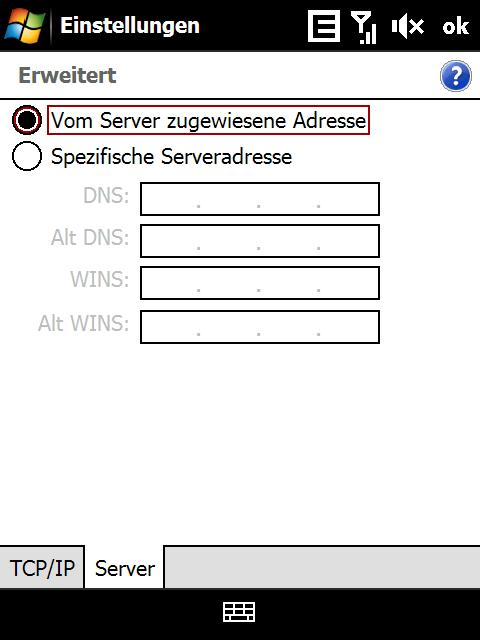 Einstellungen
E
ok
Erweitert
?
Vom Server zugewiesene Adresse
Spezifische Serveradresse
DNS: . . .
Alt DNS: . . .
WINS: . . .
Alt WINS: . . .
TCP/IP
Server